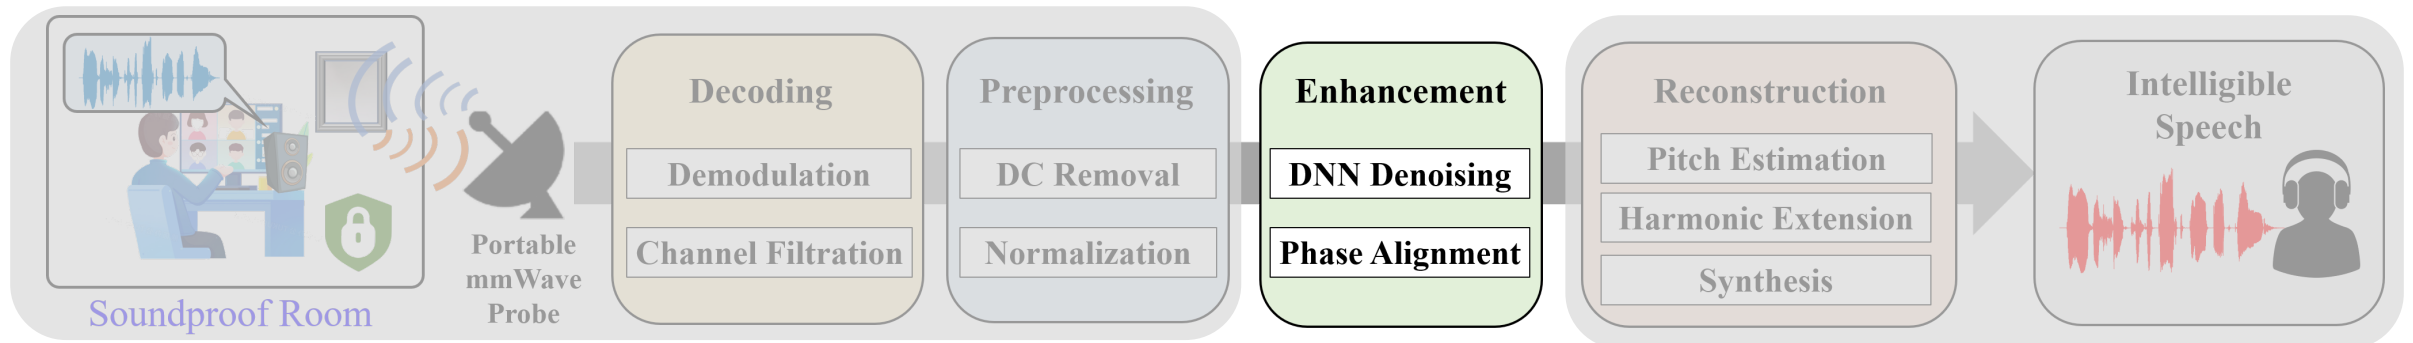 Soundproof Room
Portable
mmWave
Probe
Decoding
Demodulation
Channel Filtration
Preprocessing
DC Removal
Normalization
Enhancement
DNN Denoising
Phase Alignment
Reconstruction
Pitch Estimation
Harmonic Extension
Synthesis
Intelligible
Speech